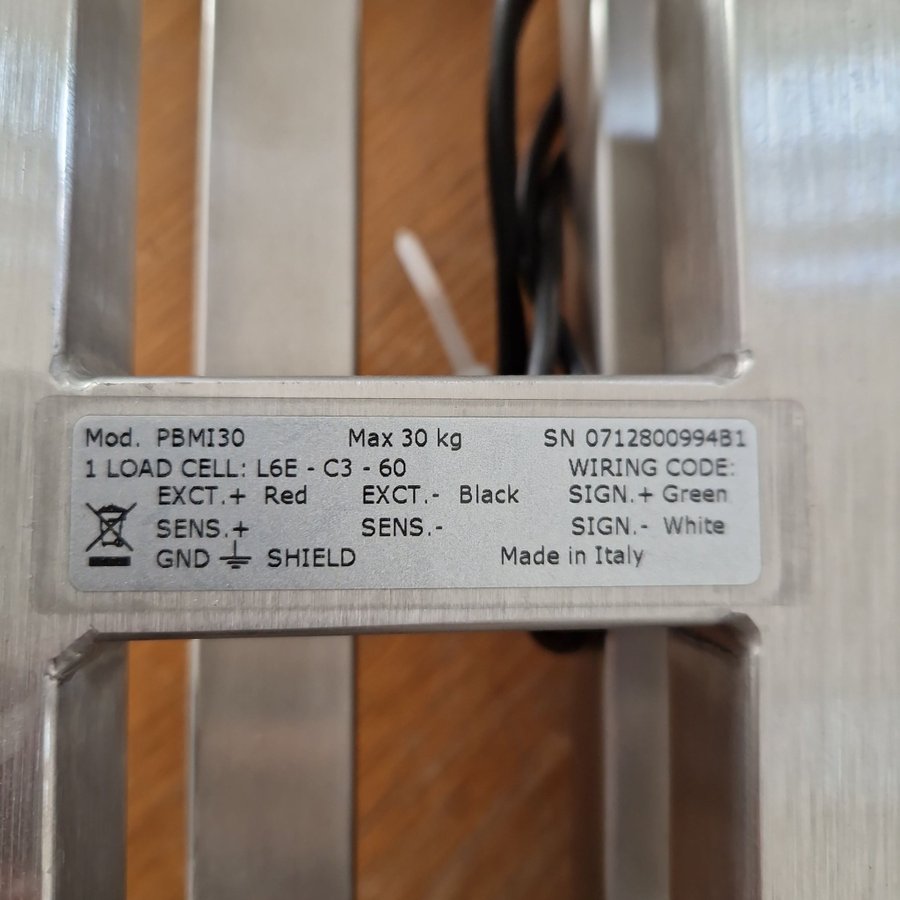 Mod. PBMI30 Max 30 kg SN 0712800994B1
1 LOAD CELL: L6E - C3 - 60 WIRING CODE:
EXCT.+ Red EXCT.- Black SIGN.+ Green
SENS.+ SENS.- SIGN.- White
GND SHIELD Made in Italy